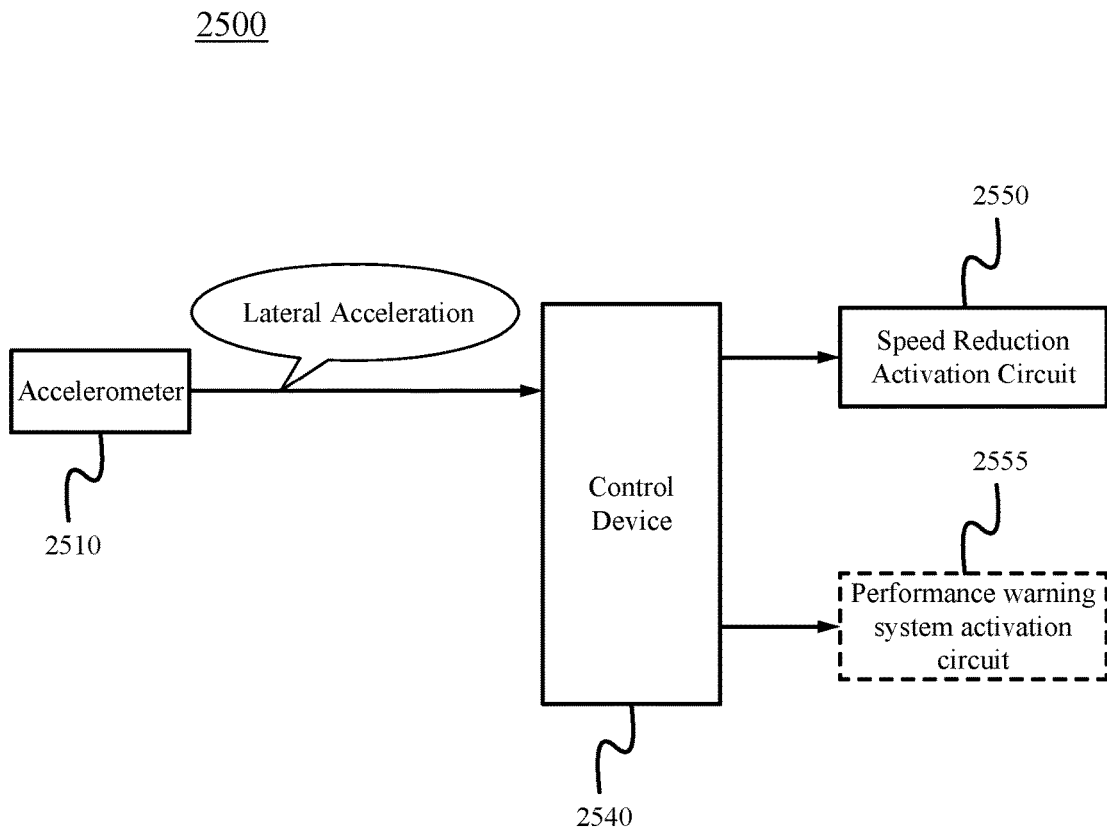 2500
2550
Lateral Acceleration
Speed Reduction
Activation Circuit
Accelerometer
2555
Control
Device
2510
Performance warning
system activation
circuit
2540